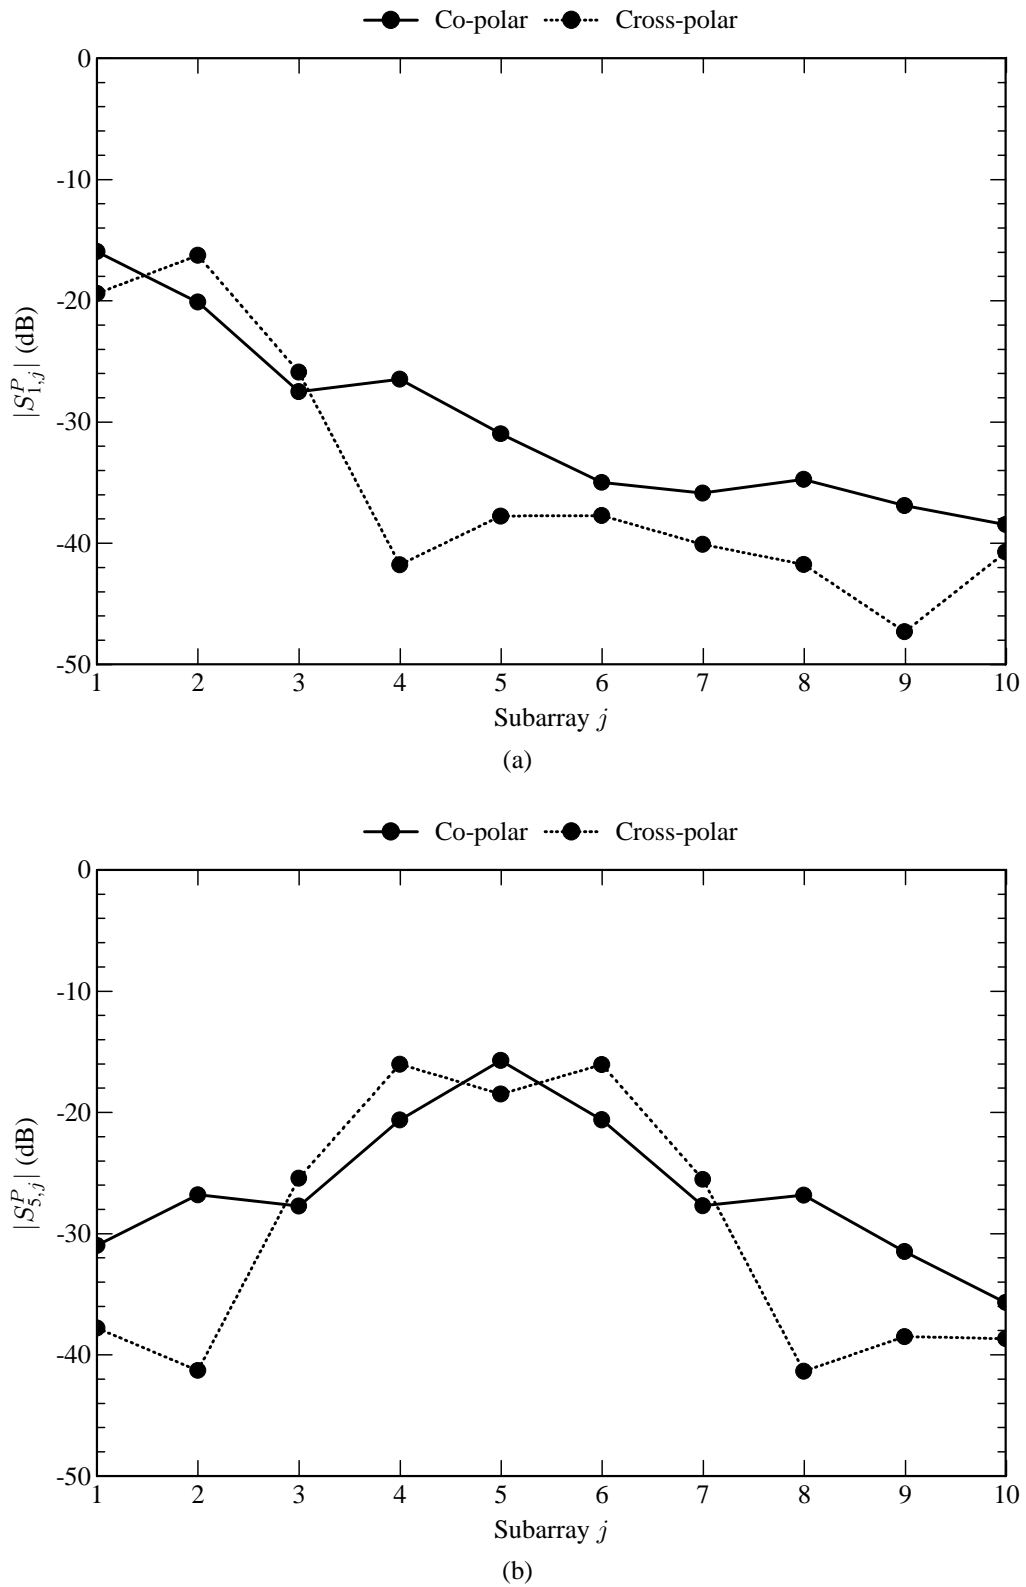 Co-polar Cross-polar
0
-10
-20
-30
-40
-50
|S^P_{1,j}| (dB)
1 2 3 4 5 6 7 8 9 10
Subarray j
(a)
Co-polar Cross-polar
0
-10
-20
-30
-40
-50
|S^P_{5,j}| (dB)
1 2 3 4 5 6 7 8 9 10
Subarray j
(b)